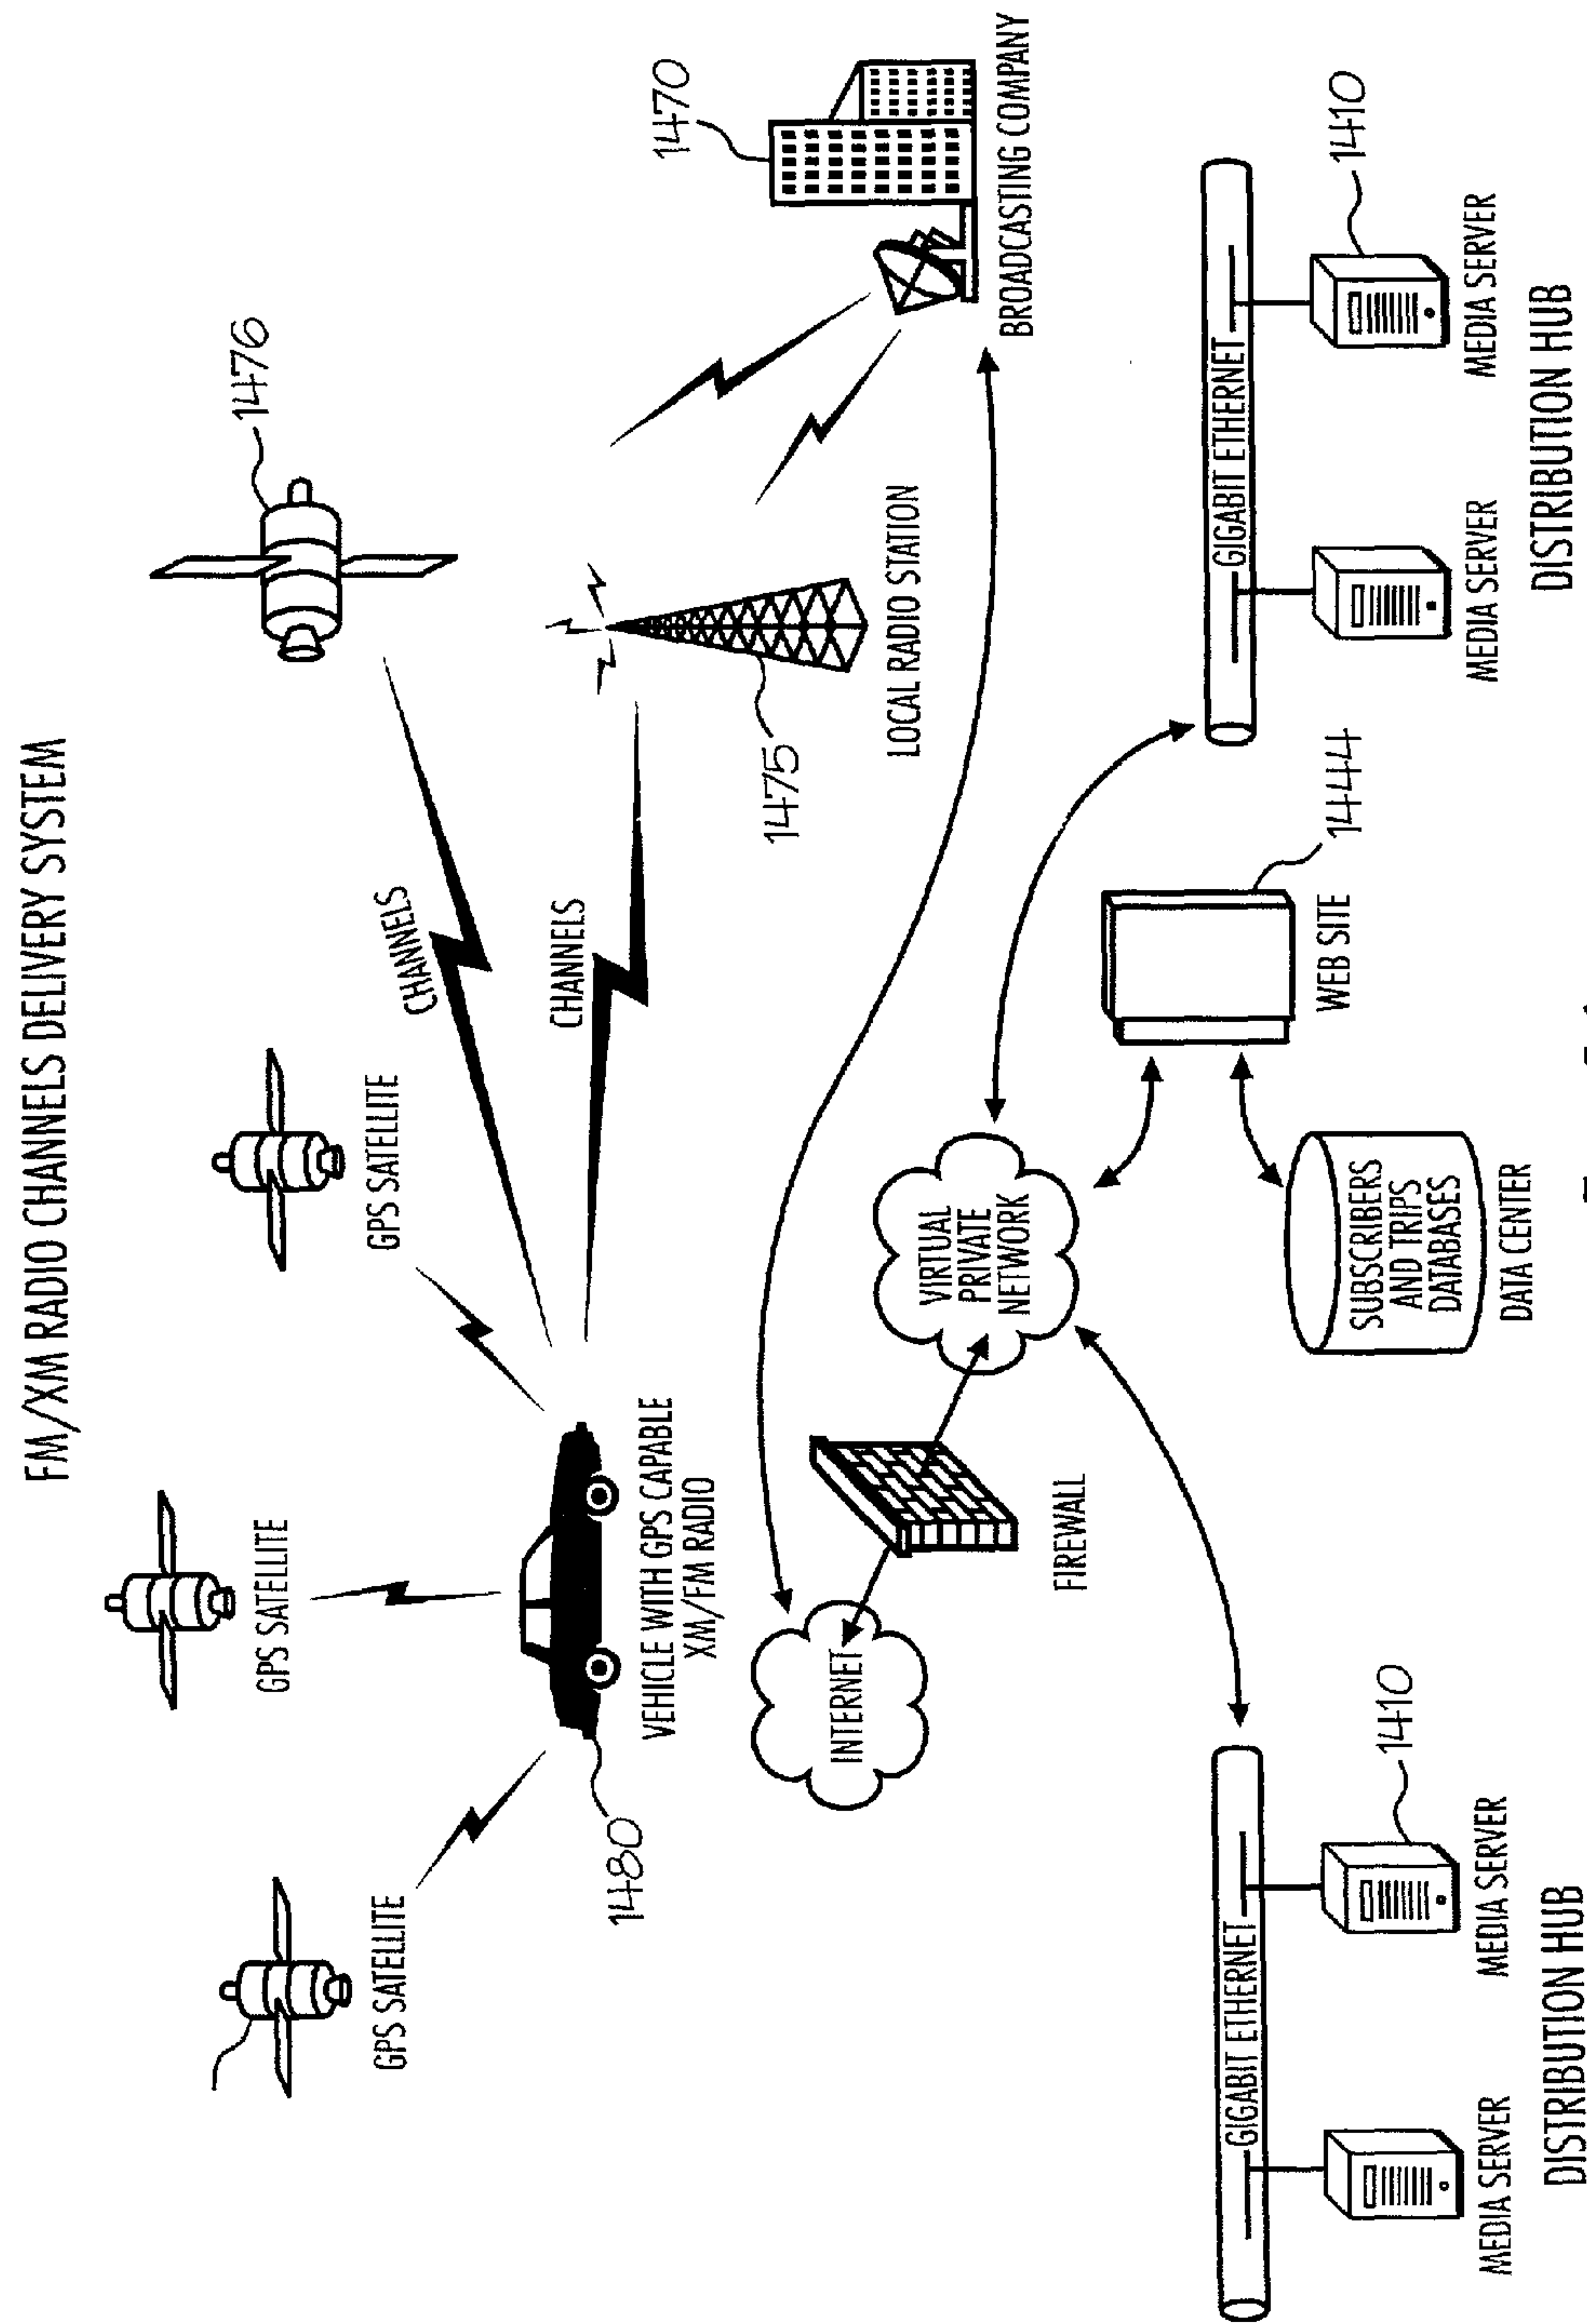 FM/XM RADIO CHANNELS DELIVERY SYSTEM
GPS SATELLITE
GPS SATELLITE
GPS SATELLITE
1476
CHANNELS
CHANNELS
1480
VEHICLE WITH GPS CAPABLE
XM/FM RADIO
1475
LOCAL RADIO STATION
1470
BROADCASTING COMPANY
INTERNET
FIREWALL
VIRTUAL
PRIVATE
NETWORK
WEB SITE
1444
SUBSCRIBERS
AND TRIPS
DATABASES
DATA CENTER
GIGABIT ETHERNET
MEDIA SERVER
MEDIA SERVER
1410
DISTRIBUTION HUB
GIGABIT ETHERNET
MEDIA SERVER
MEDIA SERVER
1410
DISTRIBUTION HUB